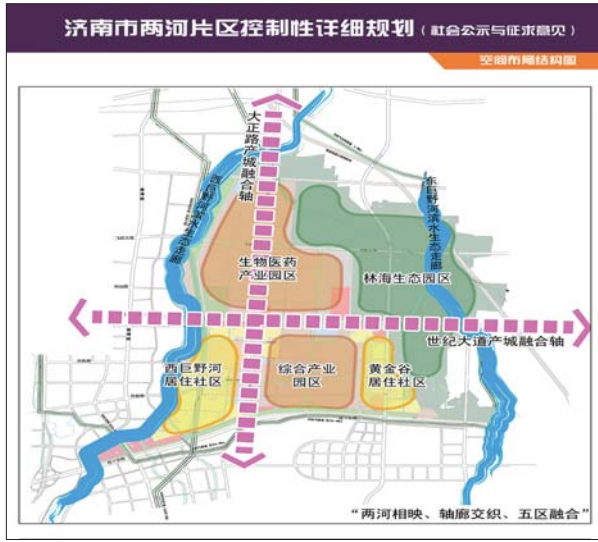 济南市两河片区控制性详细规划(社会公示与征求意见)
空间布局结构图
大正路产城融合轴
西巨野河滨水生态走廊
东巨野河滨水生态走廊
生物医药
产业园区
林海生态园区
世纪大道产城融合轴
西巨野河
居住社区
综合产业
园区
黄金谷
居住社区
“两河相映、轴廊交织、五区融合”